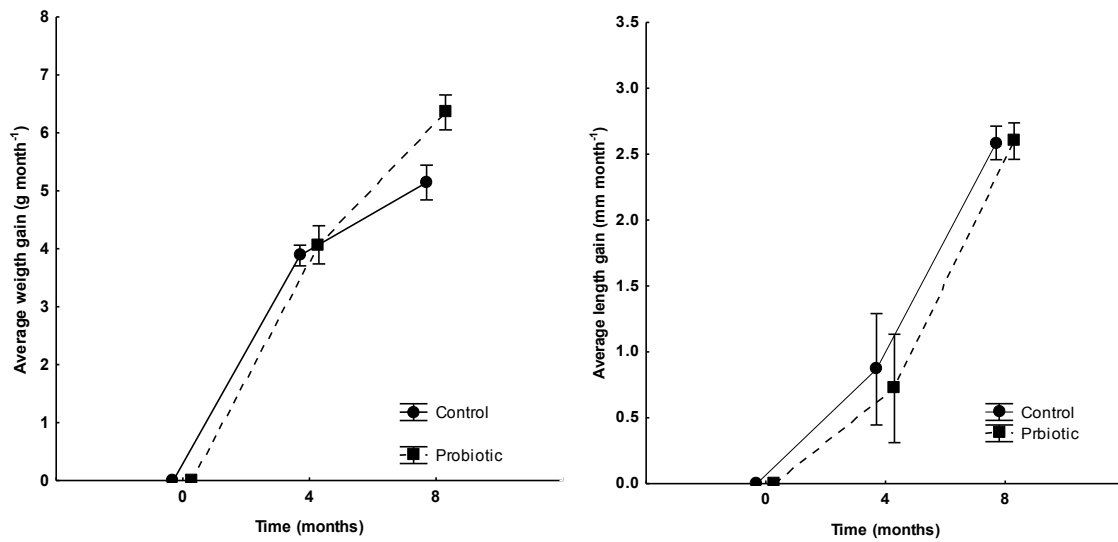 Average weigth gain (g month-1)
8
7
6
5
4
3
2
1
0
0
4
8
Time (months)
Control
Probiotic
Average length gain (mm month-1)
3.5
3.0
2.5
2.0
1.5
1.0
0.5
0.0
0
4
8
Time (months)
Control
Prbiotic